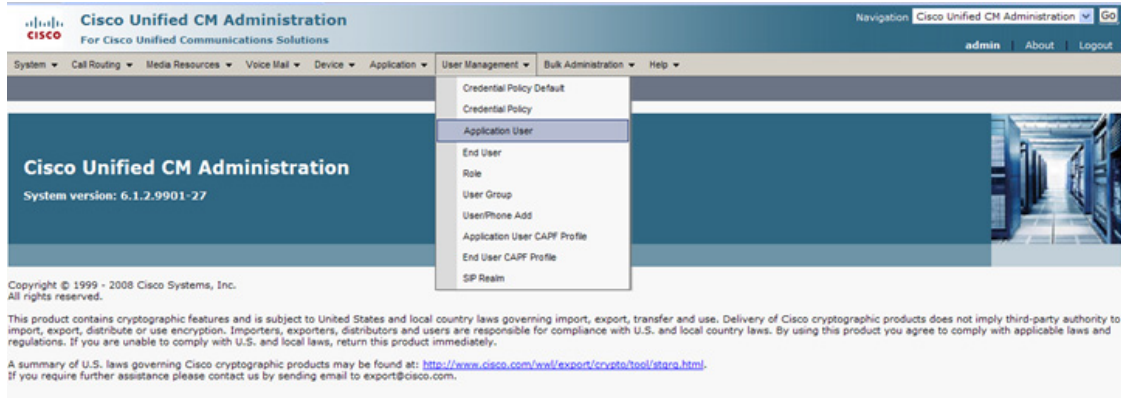 Cisco Unified CM Administration
For Cisco Unified Communications Solutions
Navigation Cisco Unified CM Administration Go
admin | About | Logout
CISCO
System Call Routing Media Resources Voice Mail Device Application User Management Bulk Administration Help
Credential Policy Default
Credential Policy
Application User
End User
Role
User Group
User/Phone Add
Application User CAPF Profile
End User CAPF Profile
SIP Realm
Cisco Unified CM Administration
System version: 6.1.2.9901-27
Copyright © 1999 - 2008 Cisco Systems, Inc.
All rights reserved.
This product contains cryptographic features and is subject to United States and local country laws governing import, export, transfer and use. Delivery of Cisco cryptographic products does not imply third-party authority to
import, export, distribute or use encryption. Importers, exporters, distributors and users are responsible for compliance with U.S. and local country laws. By using this product you agree to comply with applicable laws and
regulations. If you are unable to comply with U.S. and local laws, return this product immediately.
A summary of U.S. laws governing Cisco cryptographic products may be found at: http://www.cisco.com/wwl/export/crypto/tool/stqrg.html.
If you require further assistance please contact us by sending email to export@cisco.com.